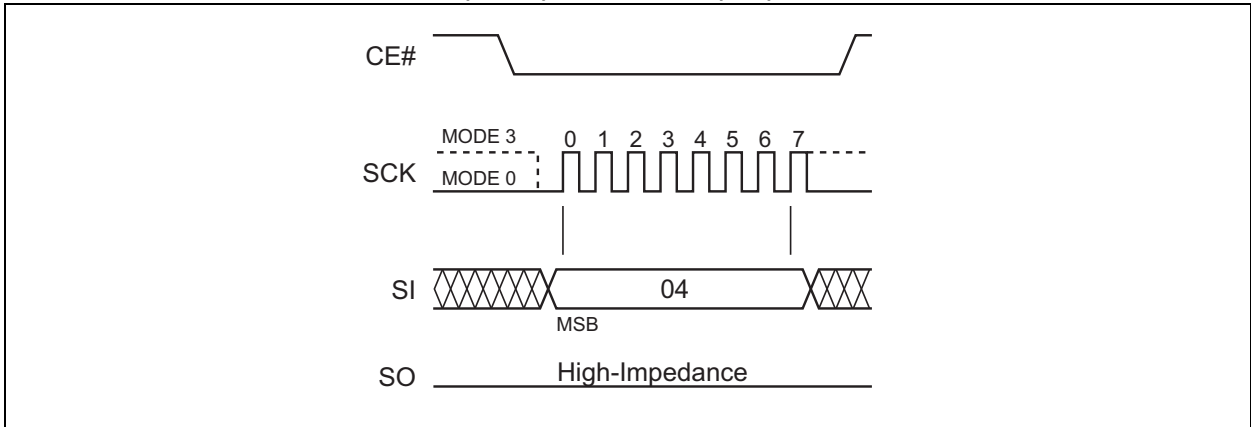 CE#
MODE 3
0 1 2 3 4 5 6 7
SCK
MODE 0
SI
04
MSB
SO
High-Impedance